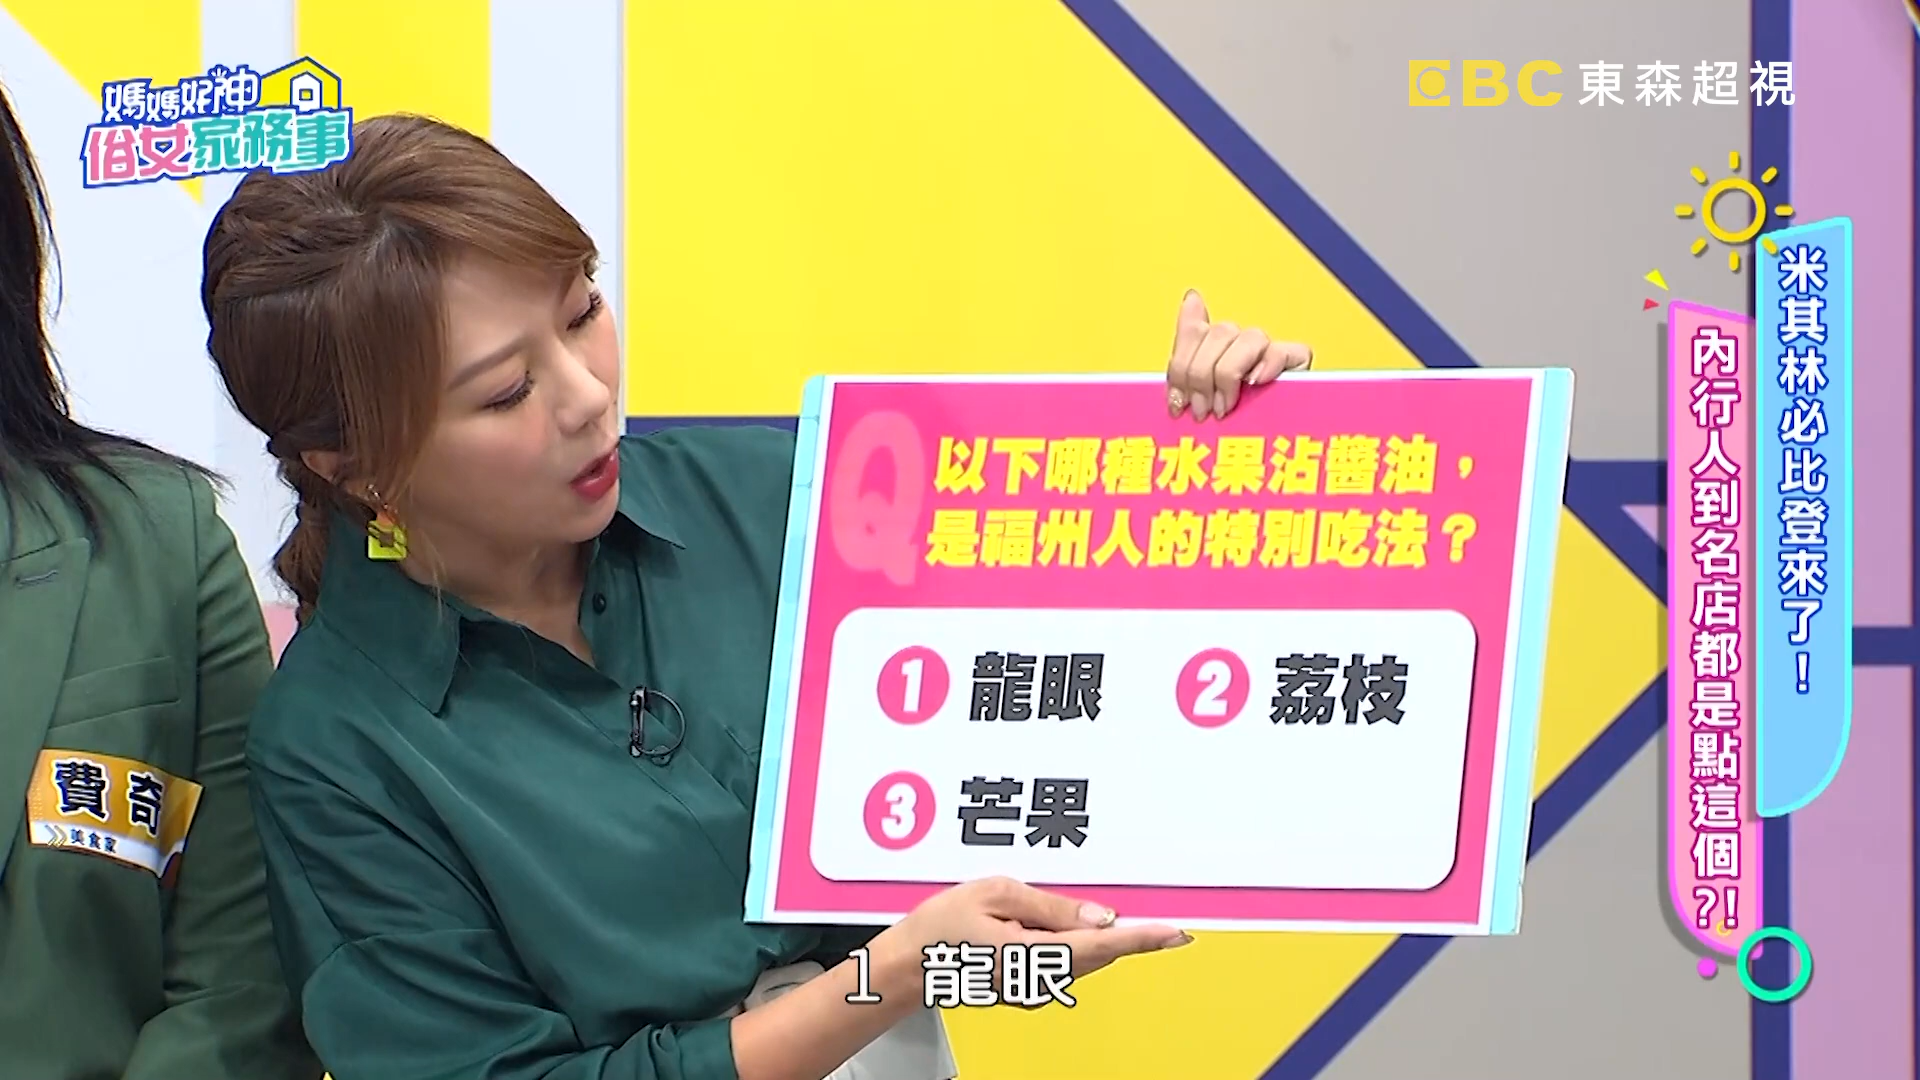 媽媽好神
俗女家務事
EBC 東森超視
米其林必比登來了！
內行人到名店都是點這個?!
Q 以下哪種水果沾醬油，
是福州人的特別吃法？
1 龍眼
2 荔枝
3 芒果
費奇
美食家
1 龍眼